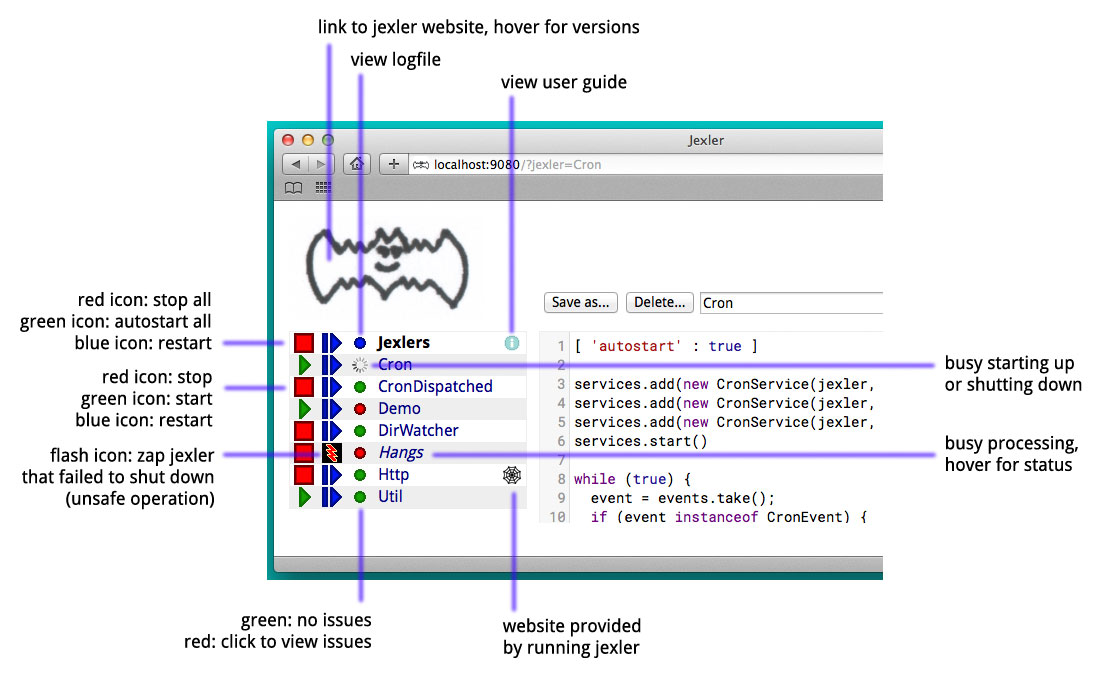 link to jexler website, hover for versions
view logfile
view user guide
Jexler
localhost:9080/?jexler=Cron
red icon: stop all
green icon: autostart all
blue icon: restart
Save as...
Delete...
Cron
Jexlers
Cron
CronDispatched
Demo
DirWatcher
Hangs
Http
Util
1 [ 'autostart' : true ]
2
3 services.add(new CronService(jexler,
4 services.add(new CronService(jexler,
5 services.add(new CronService(jexler,
6 services.start()
7
8 while (true) {
9 event = events.take();
10 if (event instanceof CronEvent) {
red icon: stop
green icon: start
blue icon: restart
flash icon: zap jexler
that failed to shut down
(unsafe operation)
busy starting up
or shutting down
busy processing,
hover for status
green: no issues
red: click to view issues
website provided
by running jexler